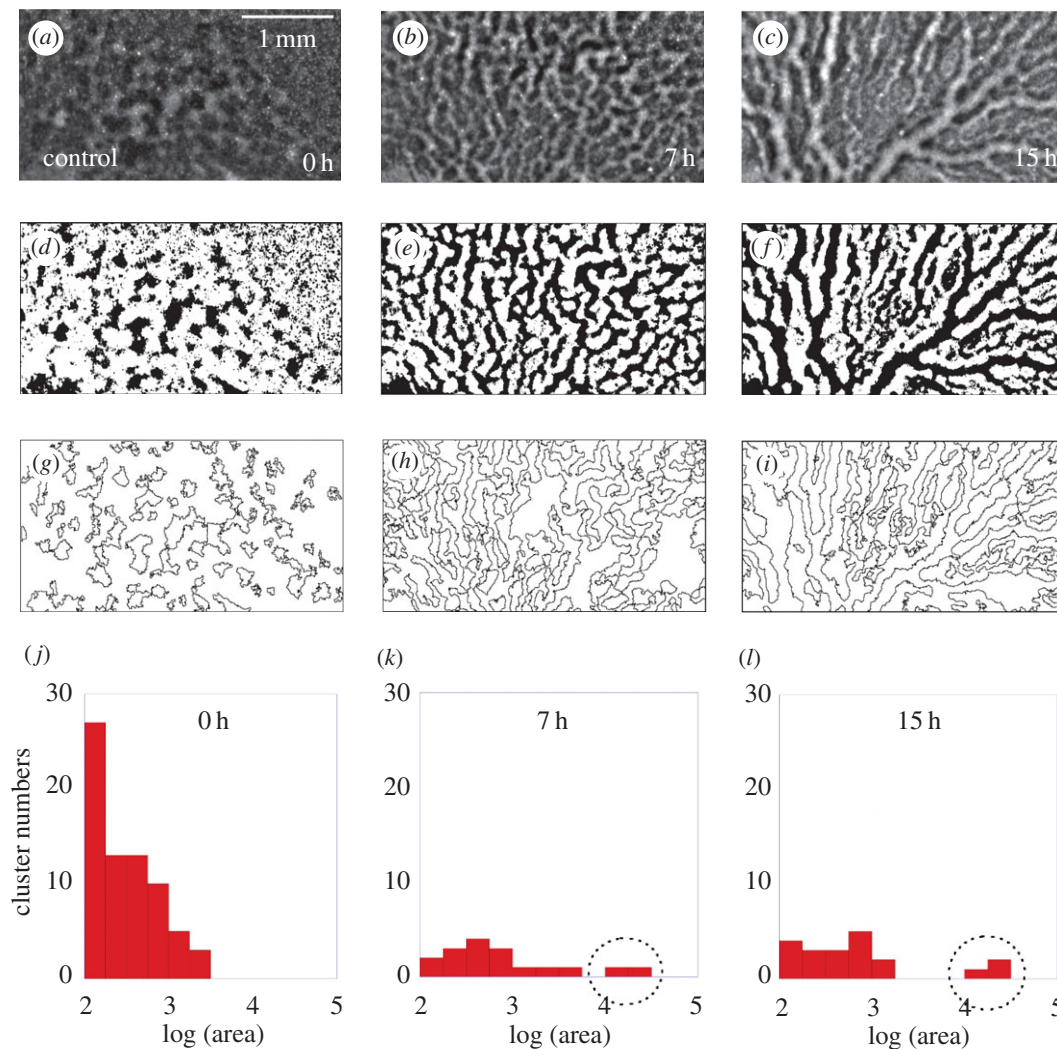 (a)
1 mm
control
0 h
(b)
7 h
(c)
15 h
(d)
(e)
(f)
(g)
(h)
(i)
(j)
30
20
10
0
cluster numbers
0 h
2 3 4 5
log (area)
(k)
30
20
10
0
7 h
2 3 4 5
log (area)
(l)
30
20
10
0
15 h
2 3 4 5
log (area)